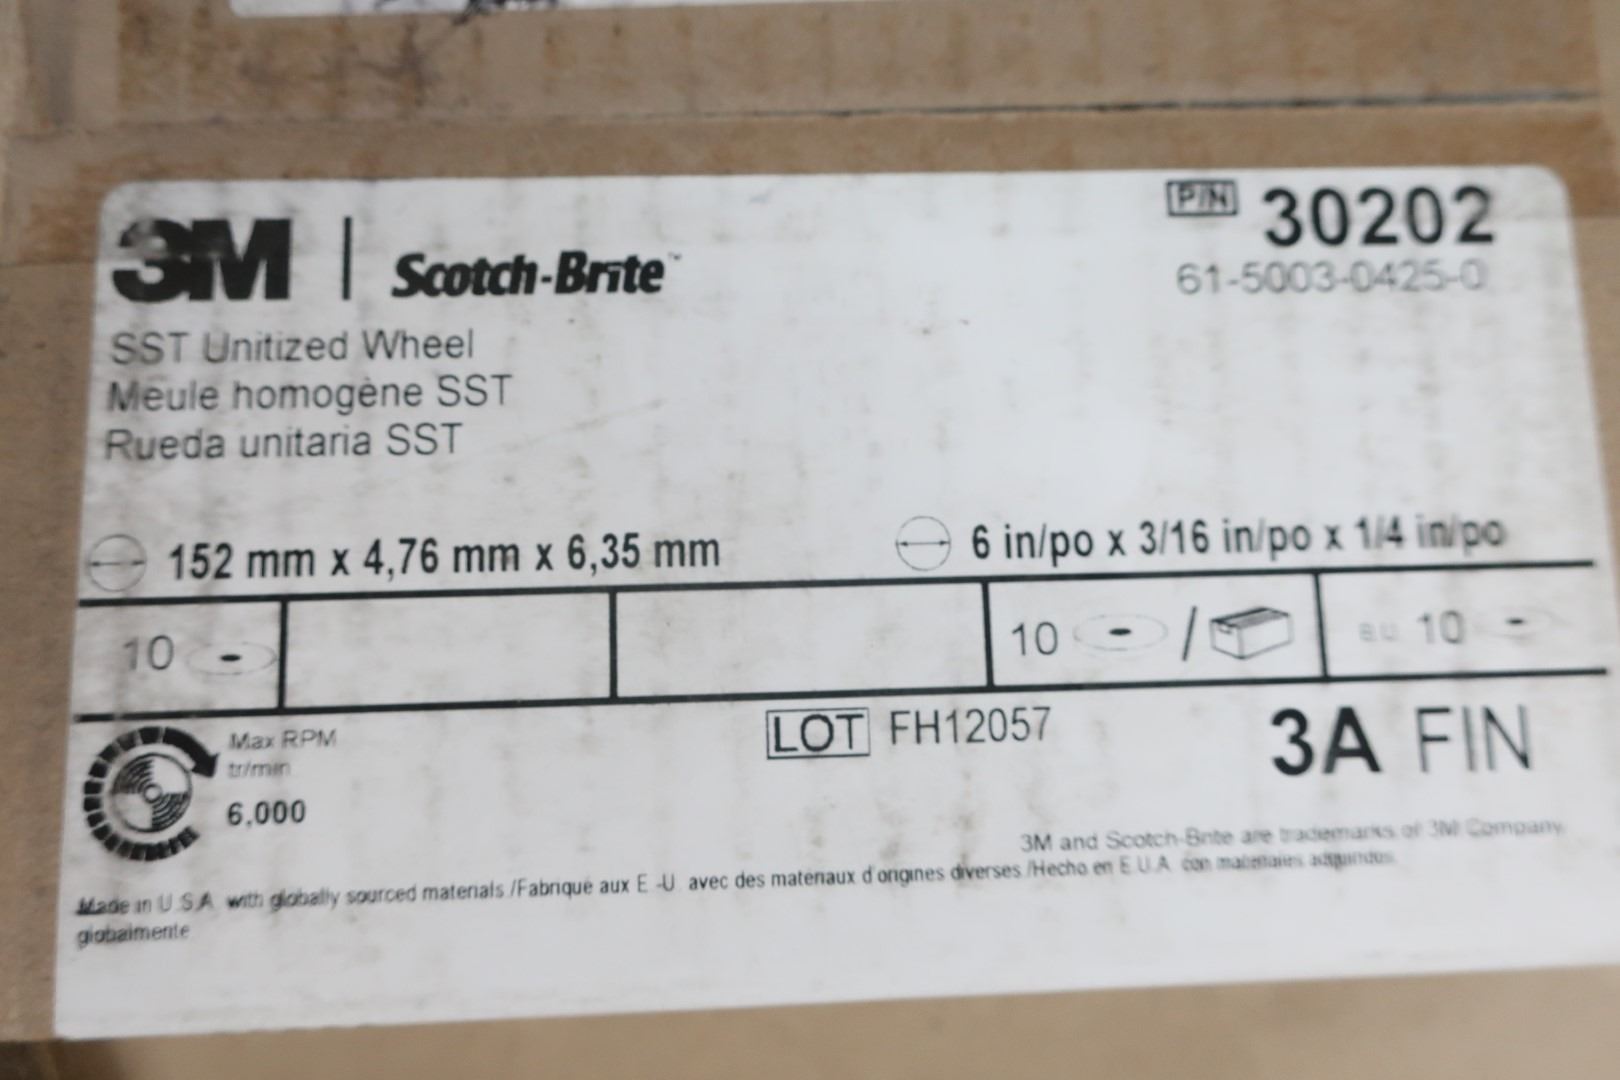 3M | Scotch-Brite™
P/N 30202
61-5003-0425-0
SST Unitized Wheel
Meule homogène SST
Rueda unitaria SST
152 mm x 4,76 mm x 6,35 mm
6 in/po x 3/16 in/po x 1/4 in/po
10
10 /
10
Max RPM
tr/min
6,000
LOT FH12057
3A FIN
3M and Scotch-Brite are trademarks of 3M Company.
Made in U.S.A. with globally sourced materials./Fabriqué aux É.-U. avec des matériaux d'origines diverses./Hecho en E.U.A. con materiales adquiridos
globalmente